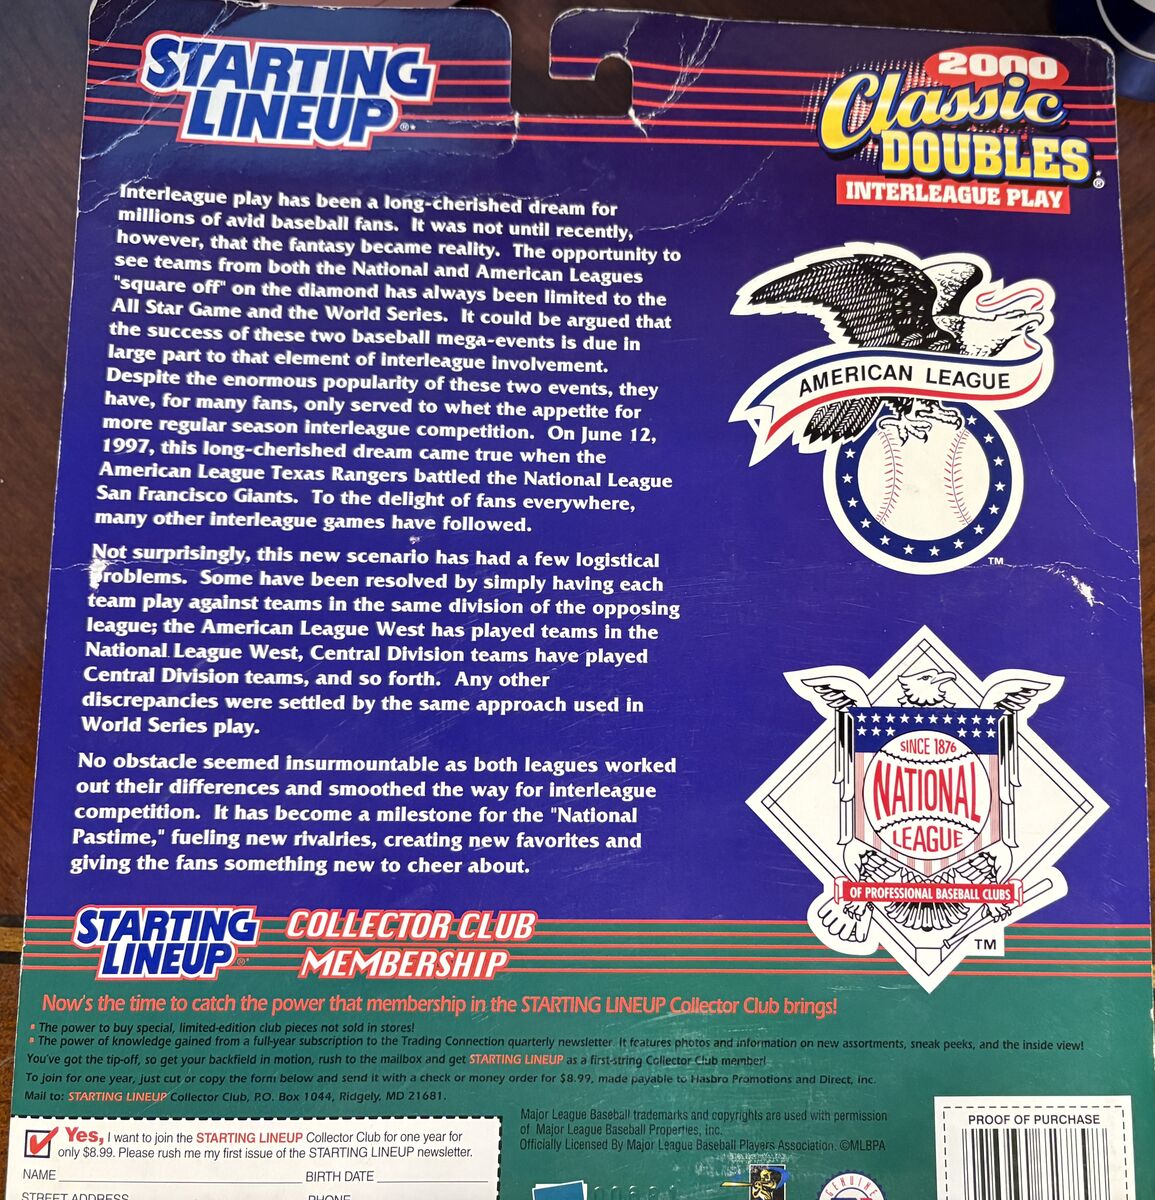 STARTING
LINEUP®*
2000
Classic
DOUBLES®
INTERLEAGUE PLAY
Interleague play has been a long-cherished dream for
millions of avid baseball fans. It was not until recently,
however, that the fantasy became reality. The opportunity to
see teams from both the National and American Leagues
"square off" on the diamond has always been limited to the
All Star Game and the World Series. It could be argued that
the success of these two baseball mega-events is due in
large part to that element of interleague involvement.
Despite the enormous popularity of these two events, they
have, for many fans, only served to whet the appetite for
more regular season interleague competition. On June 12,
1997, this long-cherished dream came true when the
American League Texas Rangers battled the National League
San Francisco Giants. To the delight of fans everywhere,
many other interleague games have followed.
Not surprisingly, this new scenario has had a few logistical
problems. Some have been resolved by simply having each
team play against teams in the same division of the opposing
league; the American League West has played teams in the
National League West, Central Division teams have played
Central Division teams, and so forth. Any other
discrepancies were settled by the same approach used in
World Series play.
No obstacle seemed insurmountable as both leagues worked
out their differences and smoothed the way for interleague
competition. It has become a milestone for the "National
Pastime," fueling new rivalries, creating new favorites and
giving the fans something new to cheer about.
AMERICAN LEAGUE
TM
SINCE 1876
NATIONAL
LEAGUE
OF PROFESSIONAL BASEBALL CLUBS
TM
STARTING
LINEUP®*
COLLECTOR CLUB
MEMBERSHIP
Now's the time to catch the power that membership in the STARTING LINEUP Collector Club brings!
▪ The power to buy special, limited-edition club pieces not sold in stores!
▪ The power of knowledge gained from a full-year subscription to the Trading Connection quarterly newsletter. It features photos and information on new assortments, sneak peeks, and the inside view!
You've got the tip-off, so get your backfield in motion, rush to the mailbox and get STARTING LINEUP as a first-string Collector Club member!
To join for one year, just cut or copy the form below and send it with a check or money order for $8.99, made payable to Hasbro Promotions and Direct, Inc.
Mail to: STARTING LINEUP Collector Club, P.O. Box 1044, Ridgely, MD 21681.
Yes, I want to join the STARTING LINEUP Collector Club for one year for
only $8.99. Please rush me my first issue of the STARTING LINEUP newsletter.
NAME BIRTH DATE
STREET ADDRESS PHONE
Major League Baseball trademarks and copyrights are used with permission
of Major League Baseball Properties, Inc.
Officially Licensed By Major League Baseball Players Association. ©MLBPA
GENUINE
PROOF OF PURCHASE